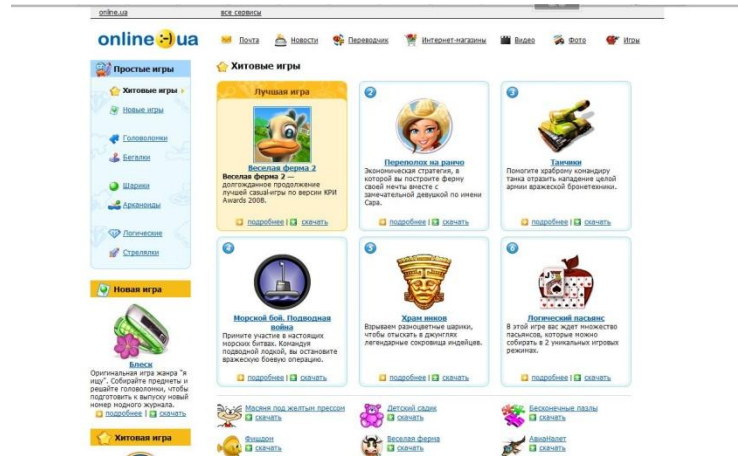 online.ua
все сервисы
online ua
Почта
Новости
Переводчик
Интернет-магазины
Видео
Фото
Игры
Простые игры
Хитовые игры
Новые игры
Головоломки
Бегалки
Шарики
Арканоиды
Логические
Стрелялки
Новая игра
Блеск
Оригинальная игра жанра "я
ищу". Собирайте предметы и
решайте головоломки, чтобы
подготовить к выпуску новый
номер модного журнала.
подробнее | скачать
Хитовая игра
Хитовые игры
Лучшая игра
Веселая ферма 2
Веселая ферма 2 —
долгожданное продолжение
лучшей casual-игры по версии КРИ
Awards 2008.
подробнее | скачать
2
Переполох на ранчо
Экономическая стратегия, в
которой вы построите ферму
своей мечты вместе с
замечательной девушкой по имени
Сара.
подробнее | скачать
3
Танчики
Помогите храброму командиру
танка отразить нападение целой
армии вражеской бронетехники.
подробнее | скачать
4
Морской бой. Подводная
война
Примите участие в настоящих
морских битвах. Командуя
подводной лодкой, вы остановите
вражескую боевую операцию.
подробнее | скачать
5
Храм инков
Взрываем разноцветные шарики,
чтобы отыскать в джунглях
легендарные сокровища индейцев.
подробнее | скачать
6
Логический пасьянс
В этой игре вас ждет множество
пасьянсов, которые можно
собирать в 2 уникальных игровых
режимах.
подробнее | скачать
Масяня под желтым прессом
скачать
Детский садик
скачать
Бесконечные пазлы
скачать
Фишдом
скачать
Веселая ферма
скачать
АвиаНалет
скачать